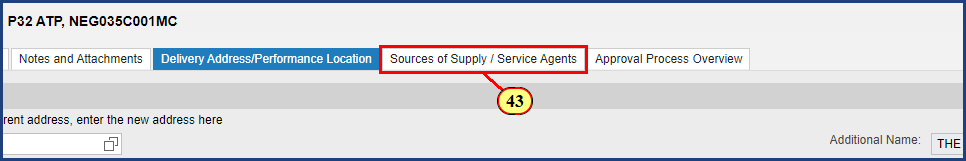 P32 ATP, NEG035C001MC
Notes and Attachments Delivery Address/Performance Location Sources of Supply / Service Agents Approval Process Overview
43
rent address, enter the new address here
Additional Name: THE